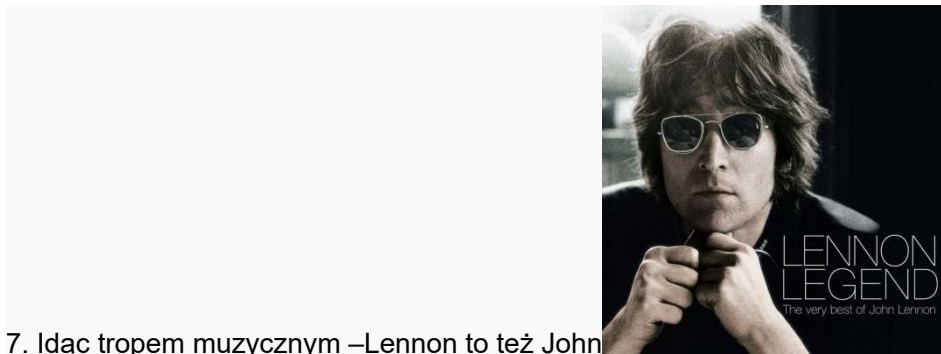 LENNON
LEGEND
The very best of John Lennon
7. Idąc tropem muzycznym –Lennon to też John